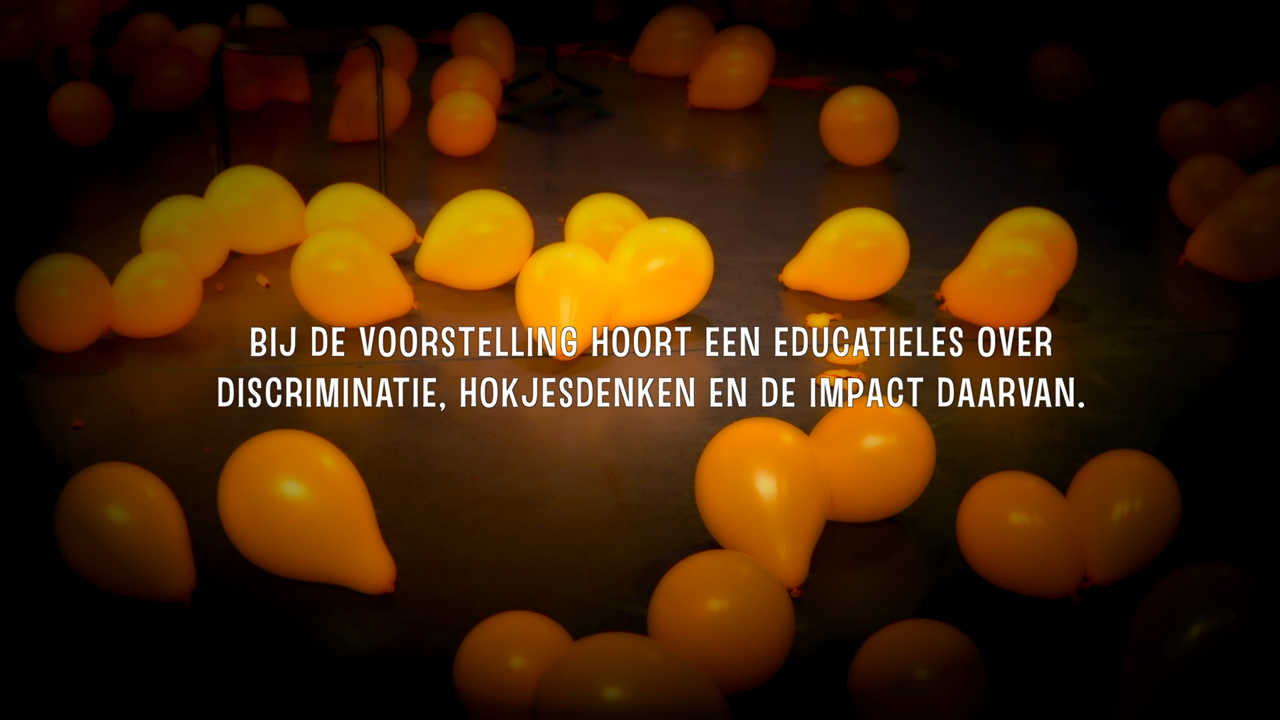 BIJ DE VOORSTELLING HOORT EEN EDUCATIELES OVER
DISCRIMINATIE, HOKJESDENKEN EN DE IMPACT DAARVAN.